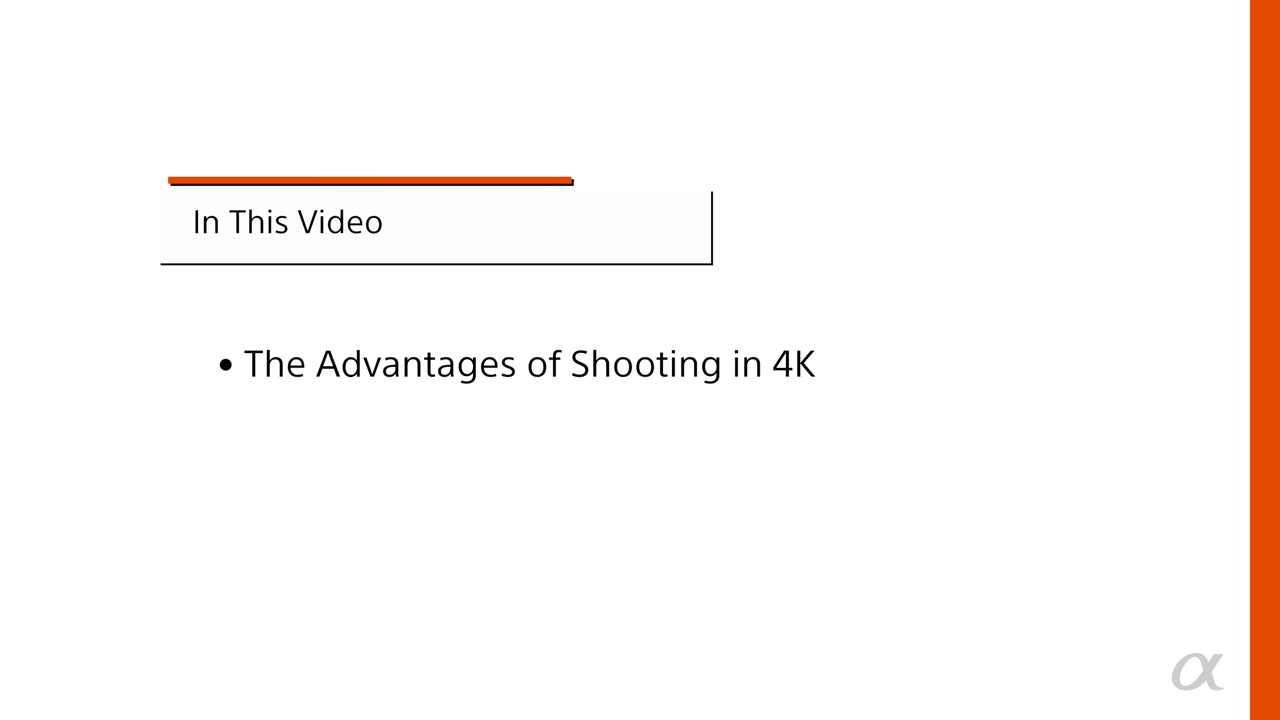 In This Video
• The Advantages of Shooting in 4K
α